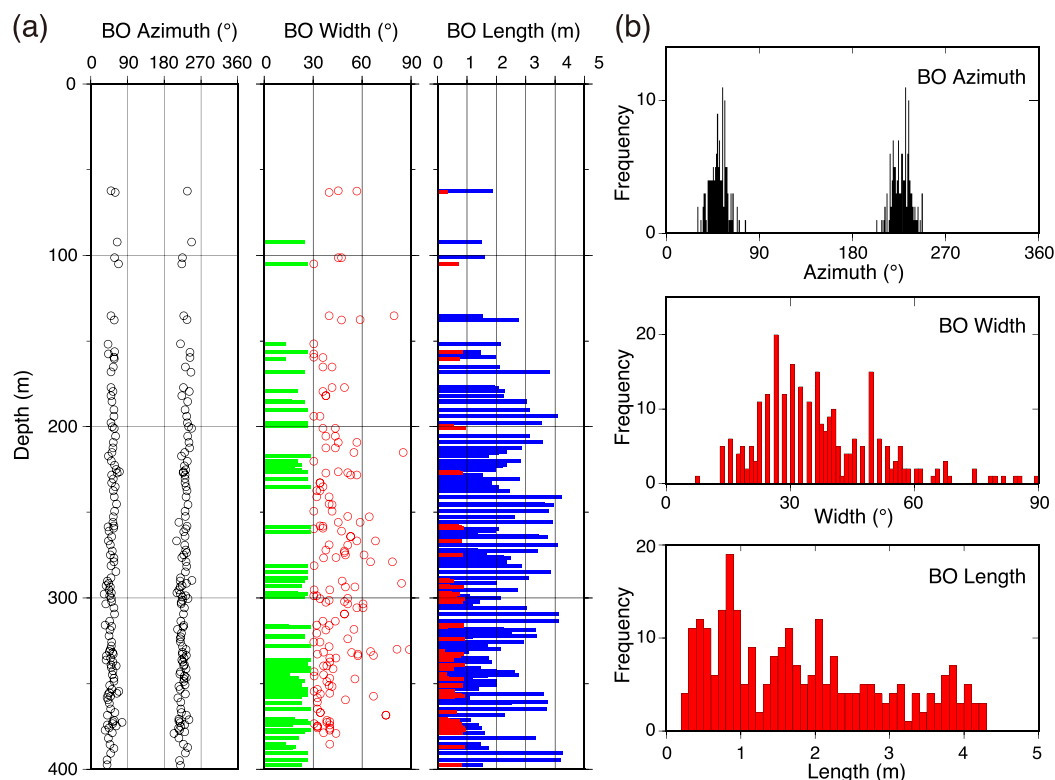 (a)
BO Azimuth (°) BO Width (°) BO Length (m)
0 90 180 270 360 0 30 60 90 0 1 2 3 4 5
0
100
200
300
400
Depth (m)
(b)
BO Azimuth
Frequency
10
0
0 90 180 270 360
Azimuth (°)
BO Width
Frequency
20
10
0
30 60 90
Width (°)
BO Length
Frequency
20
10
0
0 1 2 3 4 5
Length (m)